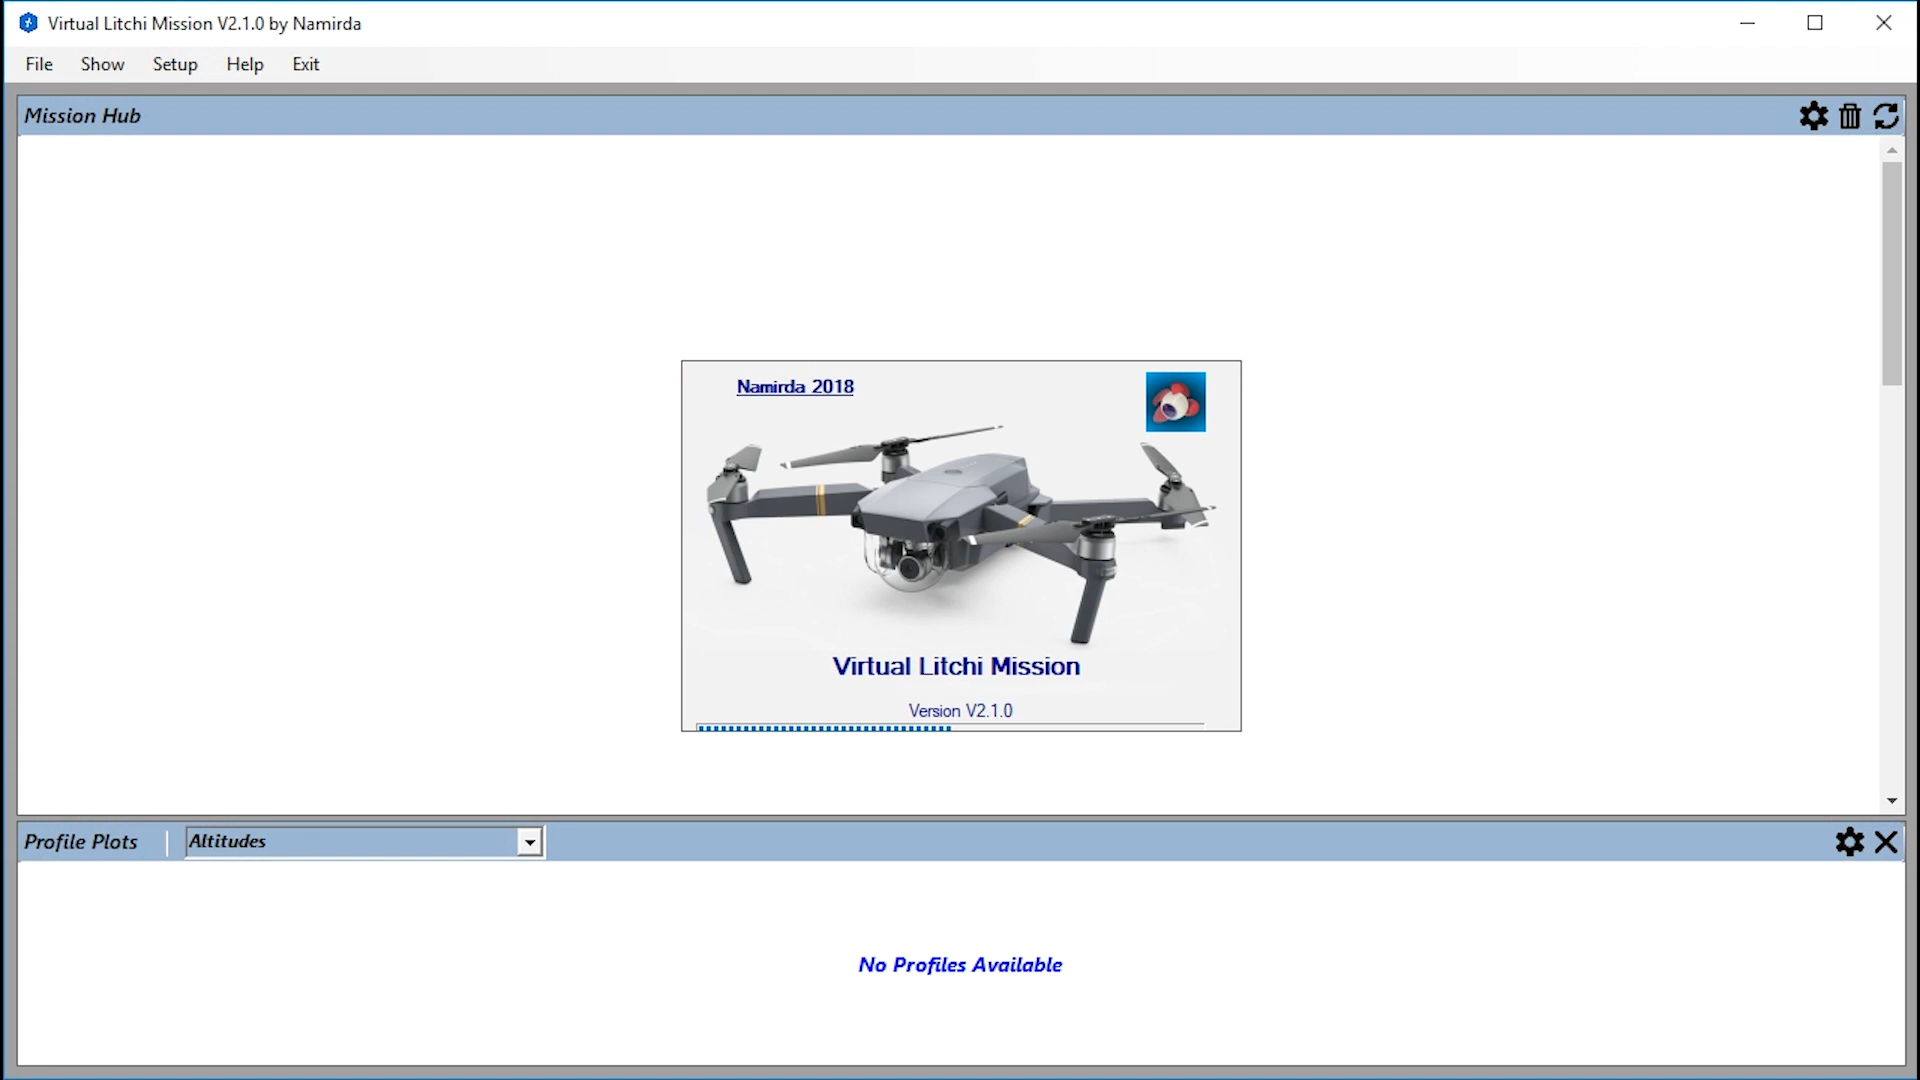 Virtual Litchi Mission V2.1.0 by Namirda
File Show Setup Help Exit
Mission Hub
Namirda 2018
Virtual Litchi Mission
Version V2.1.0
Profile Plots Altitudes
No Profiles Available